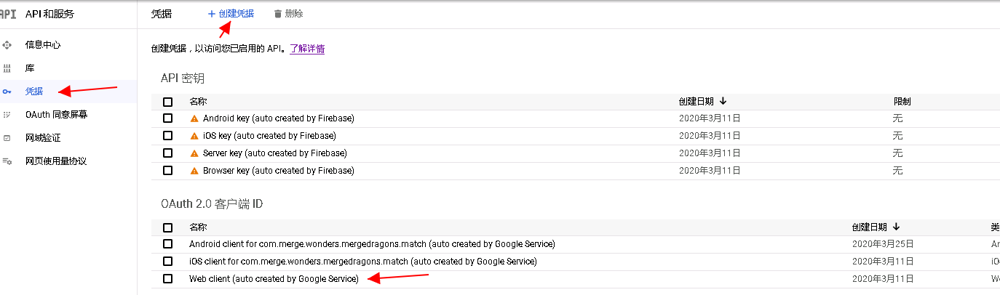 API API 和服务
凭据 + 创建凭据 删除
信息中心
创建凭据，以访问您已启用的 API。了解详情
库
API 密钥
凭据
名称 创建日期 限制
OAuth 同意屏幕
Android key (auto created by Firebase) 2020年3月11日 无
网域验证
iOS key (auto created by Firebase) 2020年3月11日 无
网页使用量协议
Server key (auto created by Firebase) 2020年3月11日 无
Browser key (auto created by Firebase) 2020年3月11日 无
OAuth 2.0 客户端 ID
名称 创建日期 类
Android client for com.merge.wonders.mergedragons.match (auto created by Google Service) 2020年3月25日 An
iOS client for com.merge.wonders.mergedragons.match (auto created by Google Service) 2020年3月11日 iO
Web client (auto created by Google Service) 2020年3月11日 We